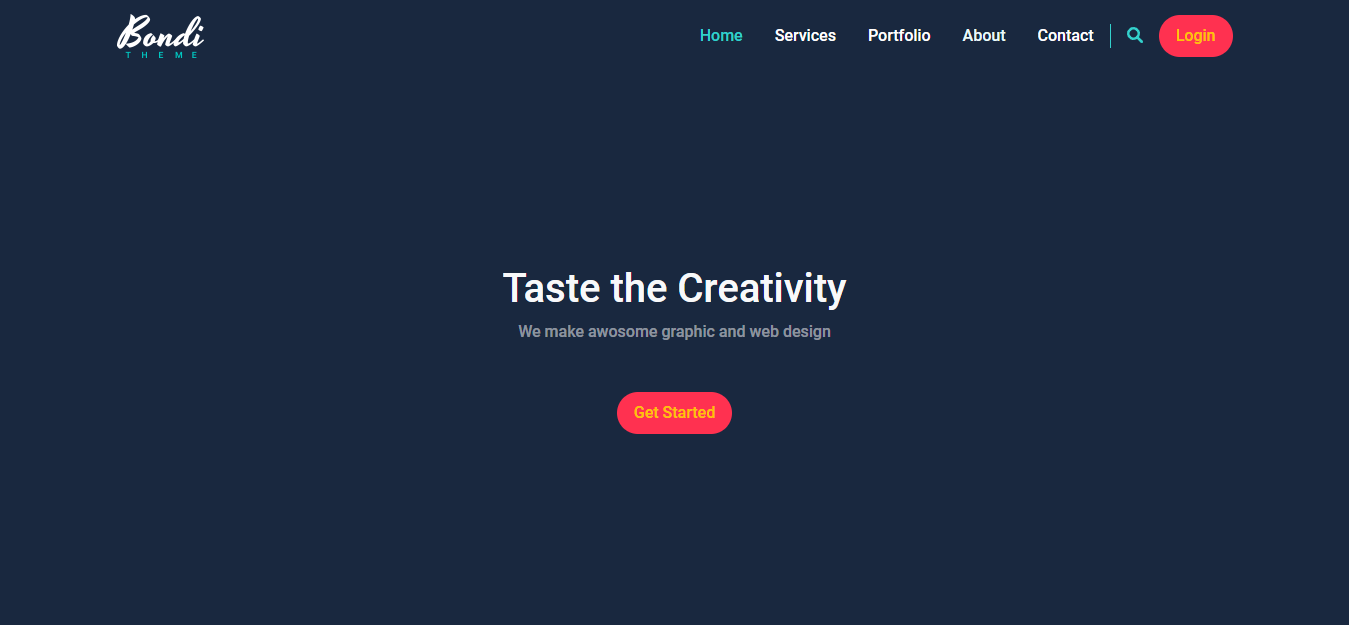 Bondi
THEME
Home Services Portfolio About Contact Login
Taste the Creativity
We make awosome graphic and web design
Get Started